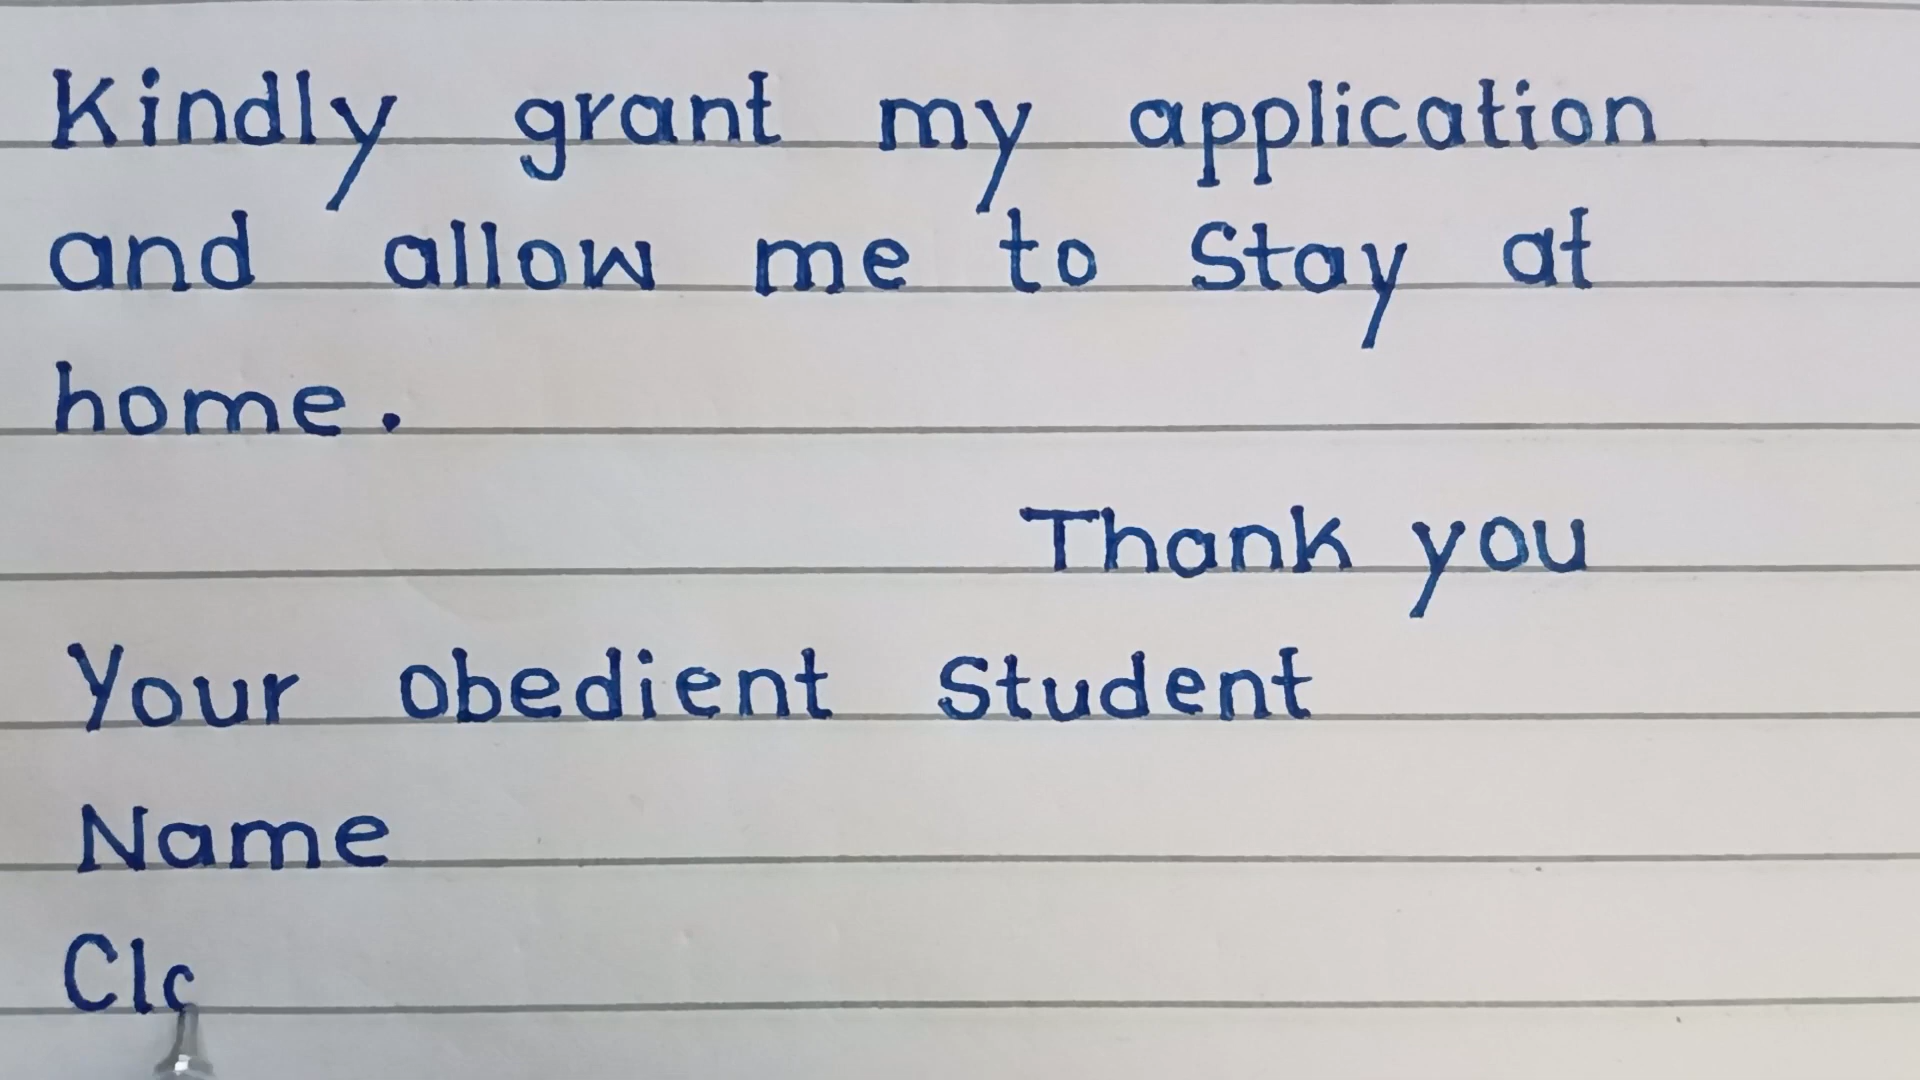 Kindly grant my application
and allow me to Stay at
home.
Thank you
Your obedient Student
Name